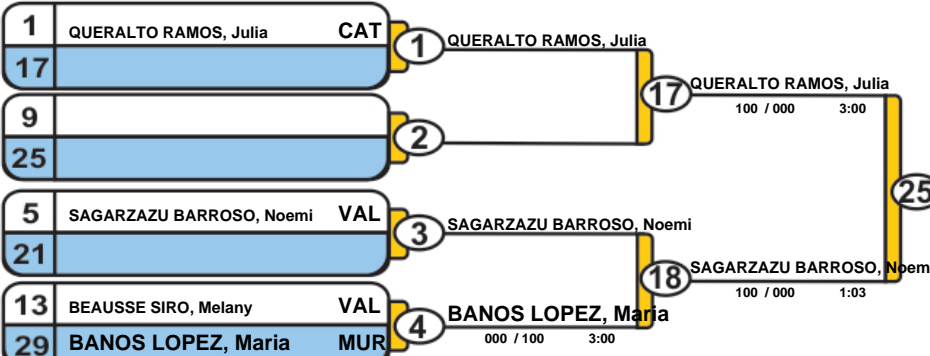 1 QUERALTO RAMOS, Julia CAT
17
1
QUERALTO RAMOS, Julia
9
25
2
17
QUERALTO RAMOS, Julia
100 / 000 3:00
5 SAGARZAZU BARROSO, Noemi VAL
21
3
SAGARZAZU BARROSO, Noemi
13 BEAUSSE SIRO, Melany VAL
29 BANOS LOPEZ, Maria MUR
4
BANOS LOPEZ, Maria
000 / 100 3:00
18
SAGARZAZU BARROSO, Noem
100 / 000 1:03
25